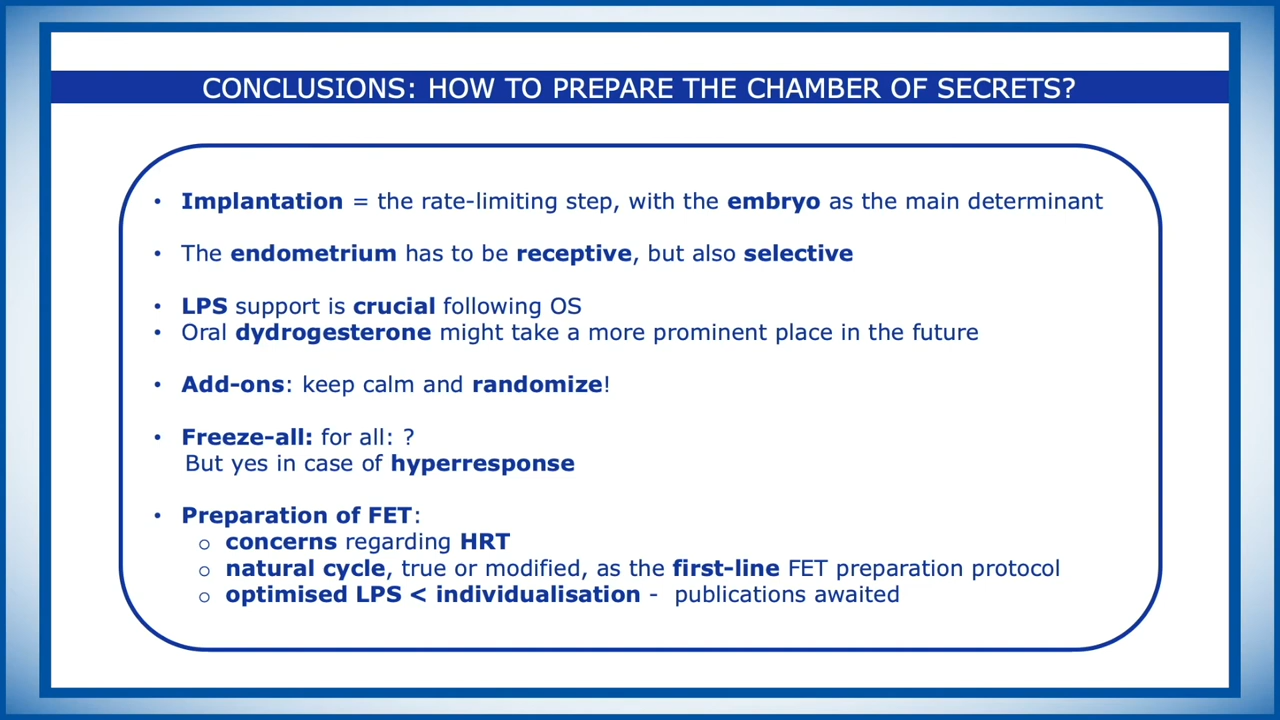 CONCLUSIONS: HOW TO PREPARE THE CHAMBER OF SECRETS?
• Implantation = the rate-limiting step, with the embryo as the main determinant
• The endometrium has to be receptive, but also selective
• LPS support is crucial following OS
• Oral dydrogesterone might take a more prominent place in the future
• Add-ons: keep calm and randomize!
• Freeze-all: for all: ?
But yes in case of hyperresponse
• Preparation of FET:
o concerns regarding HRT
o natural cycle, true or modified, as the first-line FET preparation protocol
o optimised LPS < individualisation - publications awaited